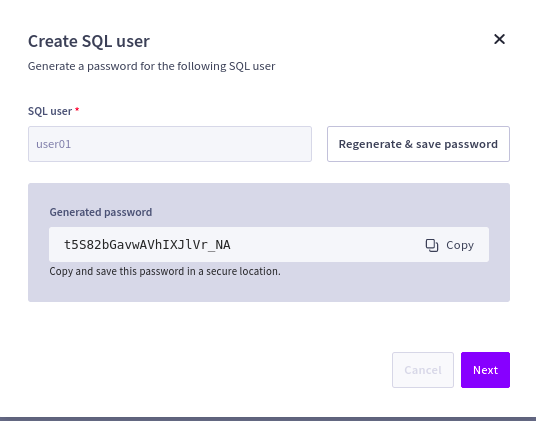 Create SQL user
Generate a password for the following SQL user
SQL user *
user01
Regenerate & save password
Generated password
t5S82bGavwAVhIXJlVr_NA
Copy
Copy and save this password in a secure location.
Cancel
Next